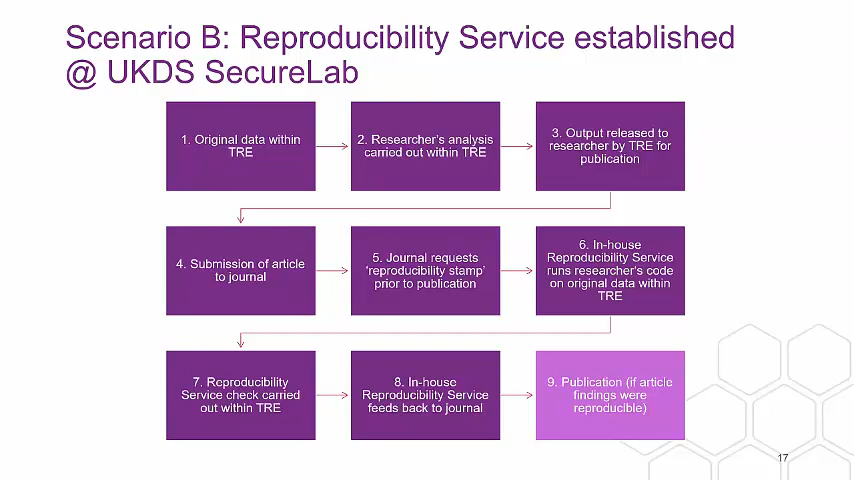 Scenario B: Reproducibility Service established
@ UKDS SecureLab
1. Original data within
TRE
2. Researcher's analysis
carried out within TRE
3. Output released to
researcher by TRE for
publication
4. Submission of article
to journal
5. Journal requests
‘reproducibility stamp’
prior to publication
6. In-house
Reproducibility Service
runs researcher's code
on original data within
TRE
7. Reproducibility
Service check carried
out within TRE
8. In-house
Reproducibility Service
feeds back to journal
9. Publication (if article
findings were
reproducible)
17